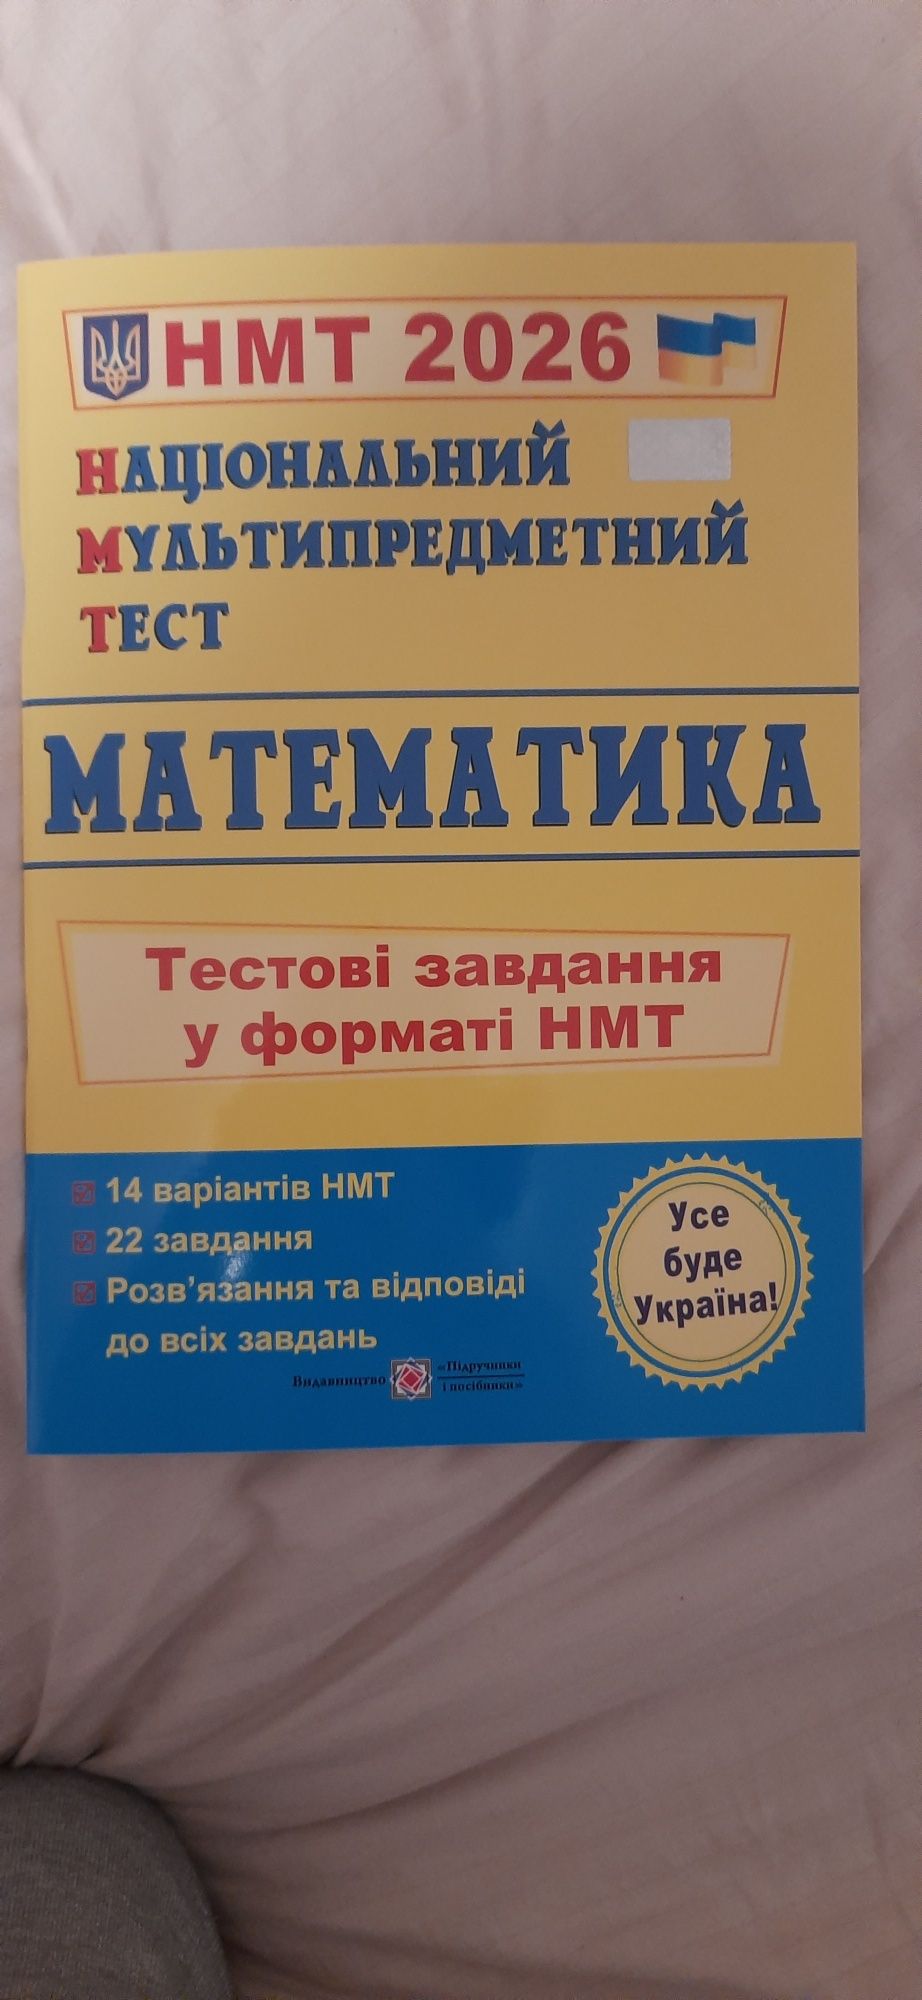 НМТ 2026
НАЦІОНАЛЬНИЙ
МУЛЬТИПРЕДМЕТНИЙ
ТЕСТ
МАТЕМАТИКА
Тестові завдання
у форматі НМТ
14 варіантів НМТ
22 завдання
Розв’язання та відповіді
до всіх завдань
Усе
буде
Україна!
Видавництво «Підручники
і посібники»